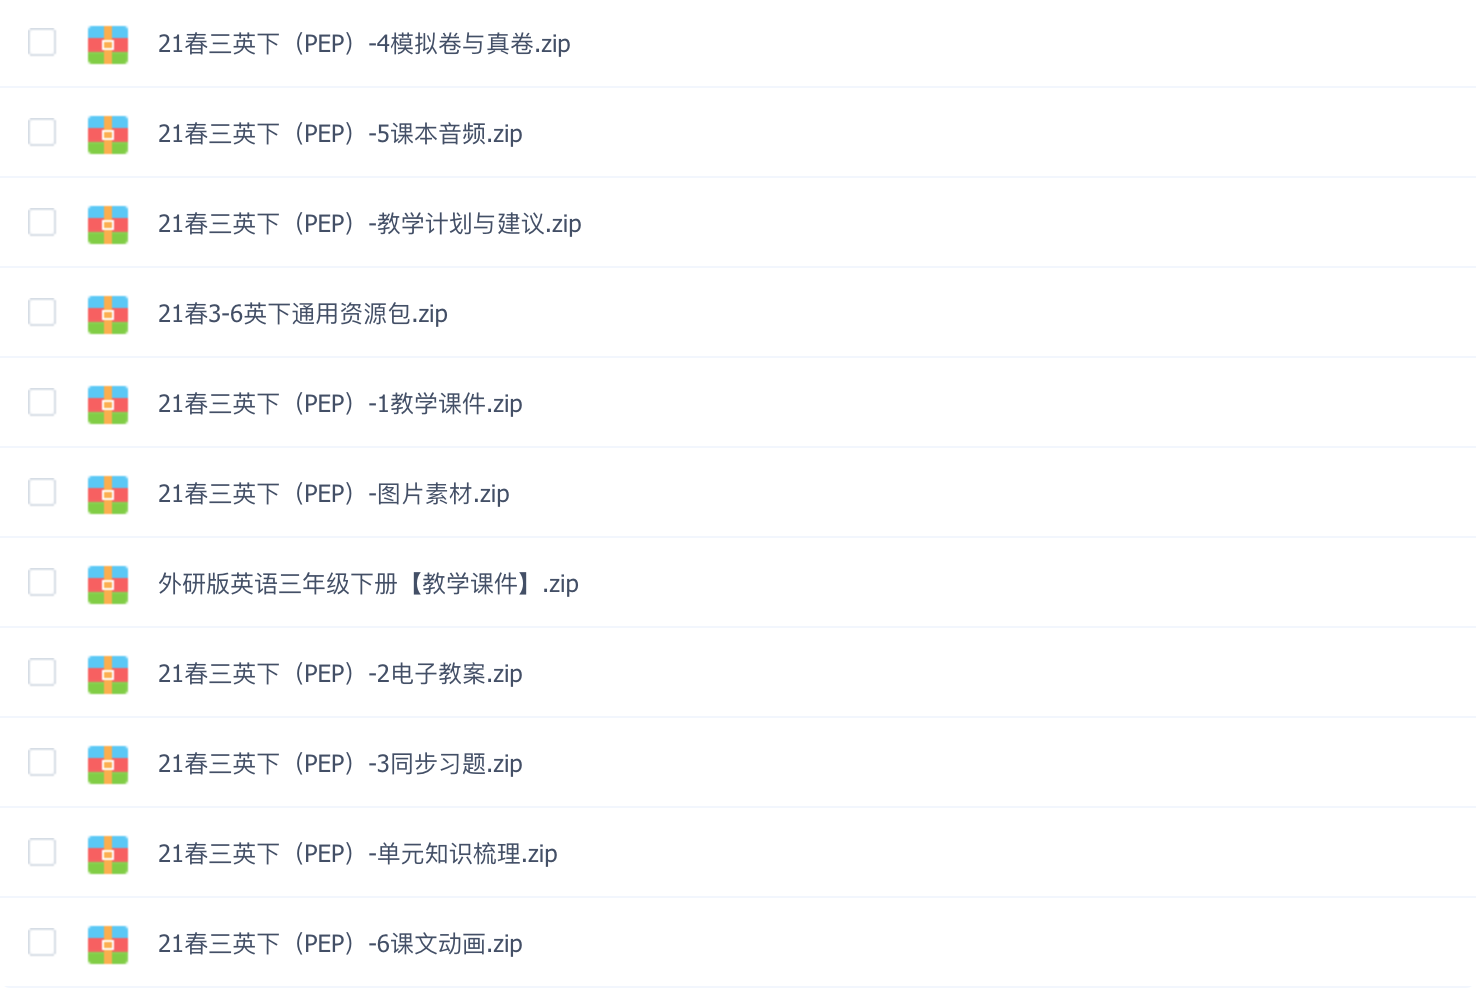 21春三英下（PEP）-4模拟卷与真卷.zip
21春三英下（PEP）-5课本音频.zip
21春三英下（PEP）-教学计划与建议.zip
21春3-6英下通用资源包.zip
21春三英下（PEP）-1教学课件.zip
21春三英下（PEP）-图片素材.zip
外研版英语三年级下册【教学课件】.zip
21春三英下（PEP）-2电子教案.zip
21春三英下（PEP）-3同步习题.zip
21春三英下（PEP）-单元知识梳理.zip
21春三英下（PEP）-6课文动画.zip